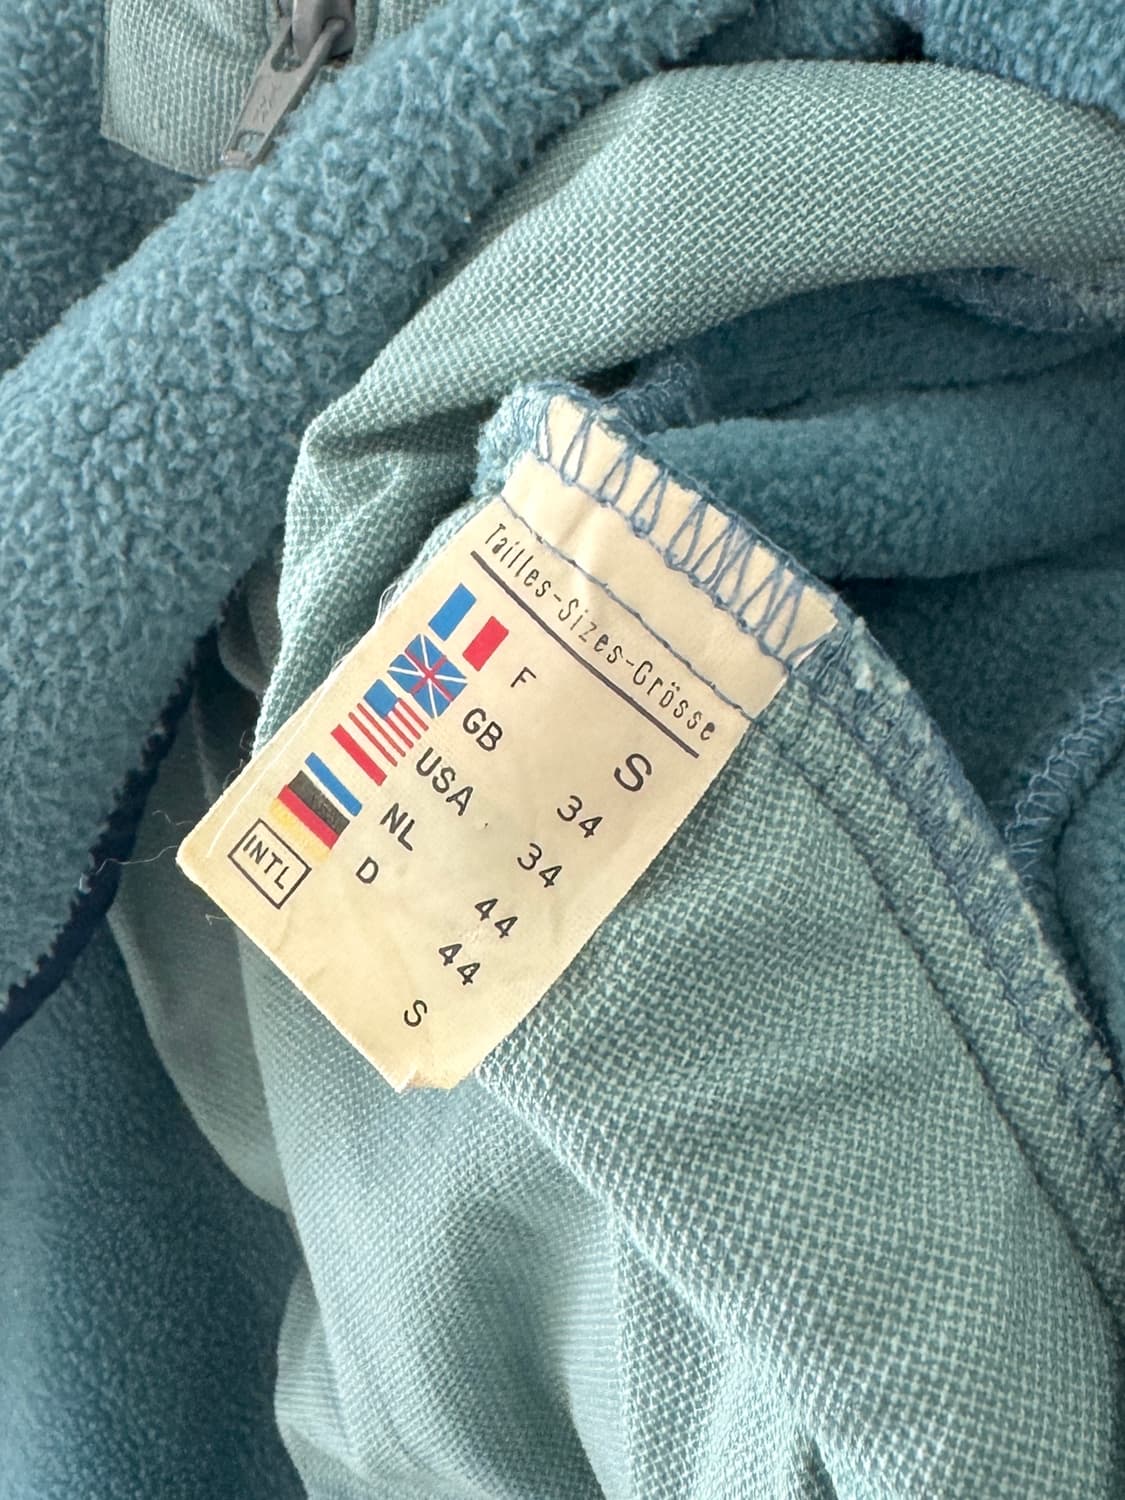 Tailles-Sizes-Grösse
F S
GB 34
USA 34
NL 44
D 44
INTL S